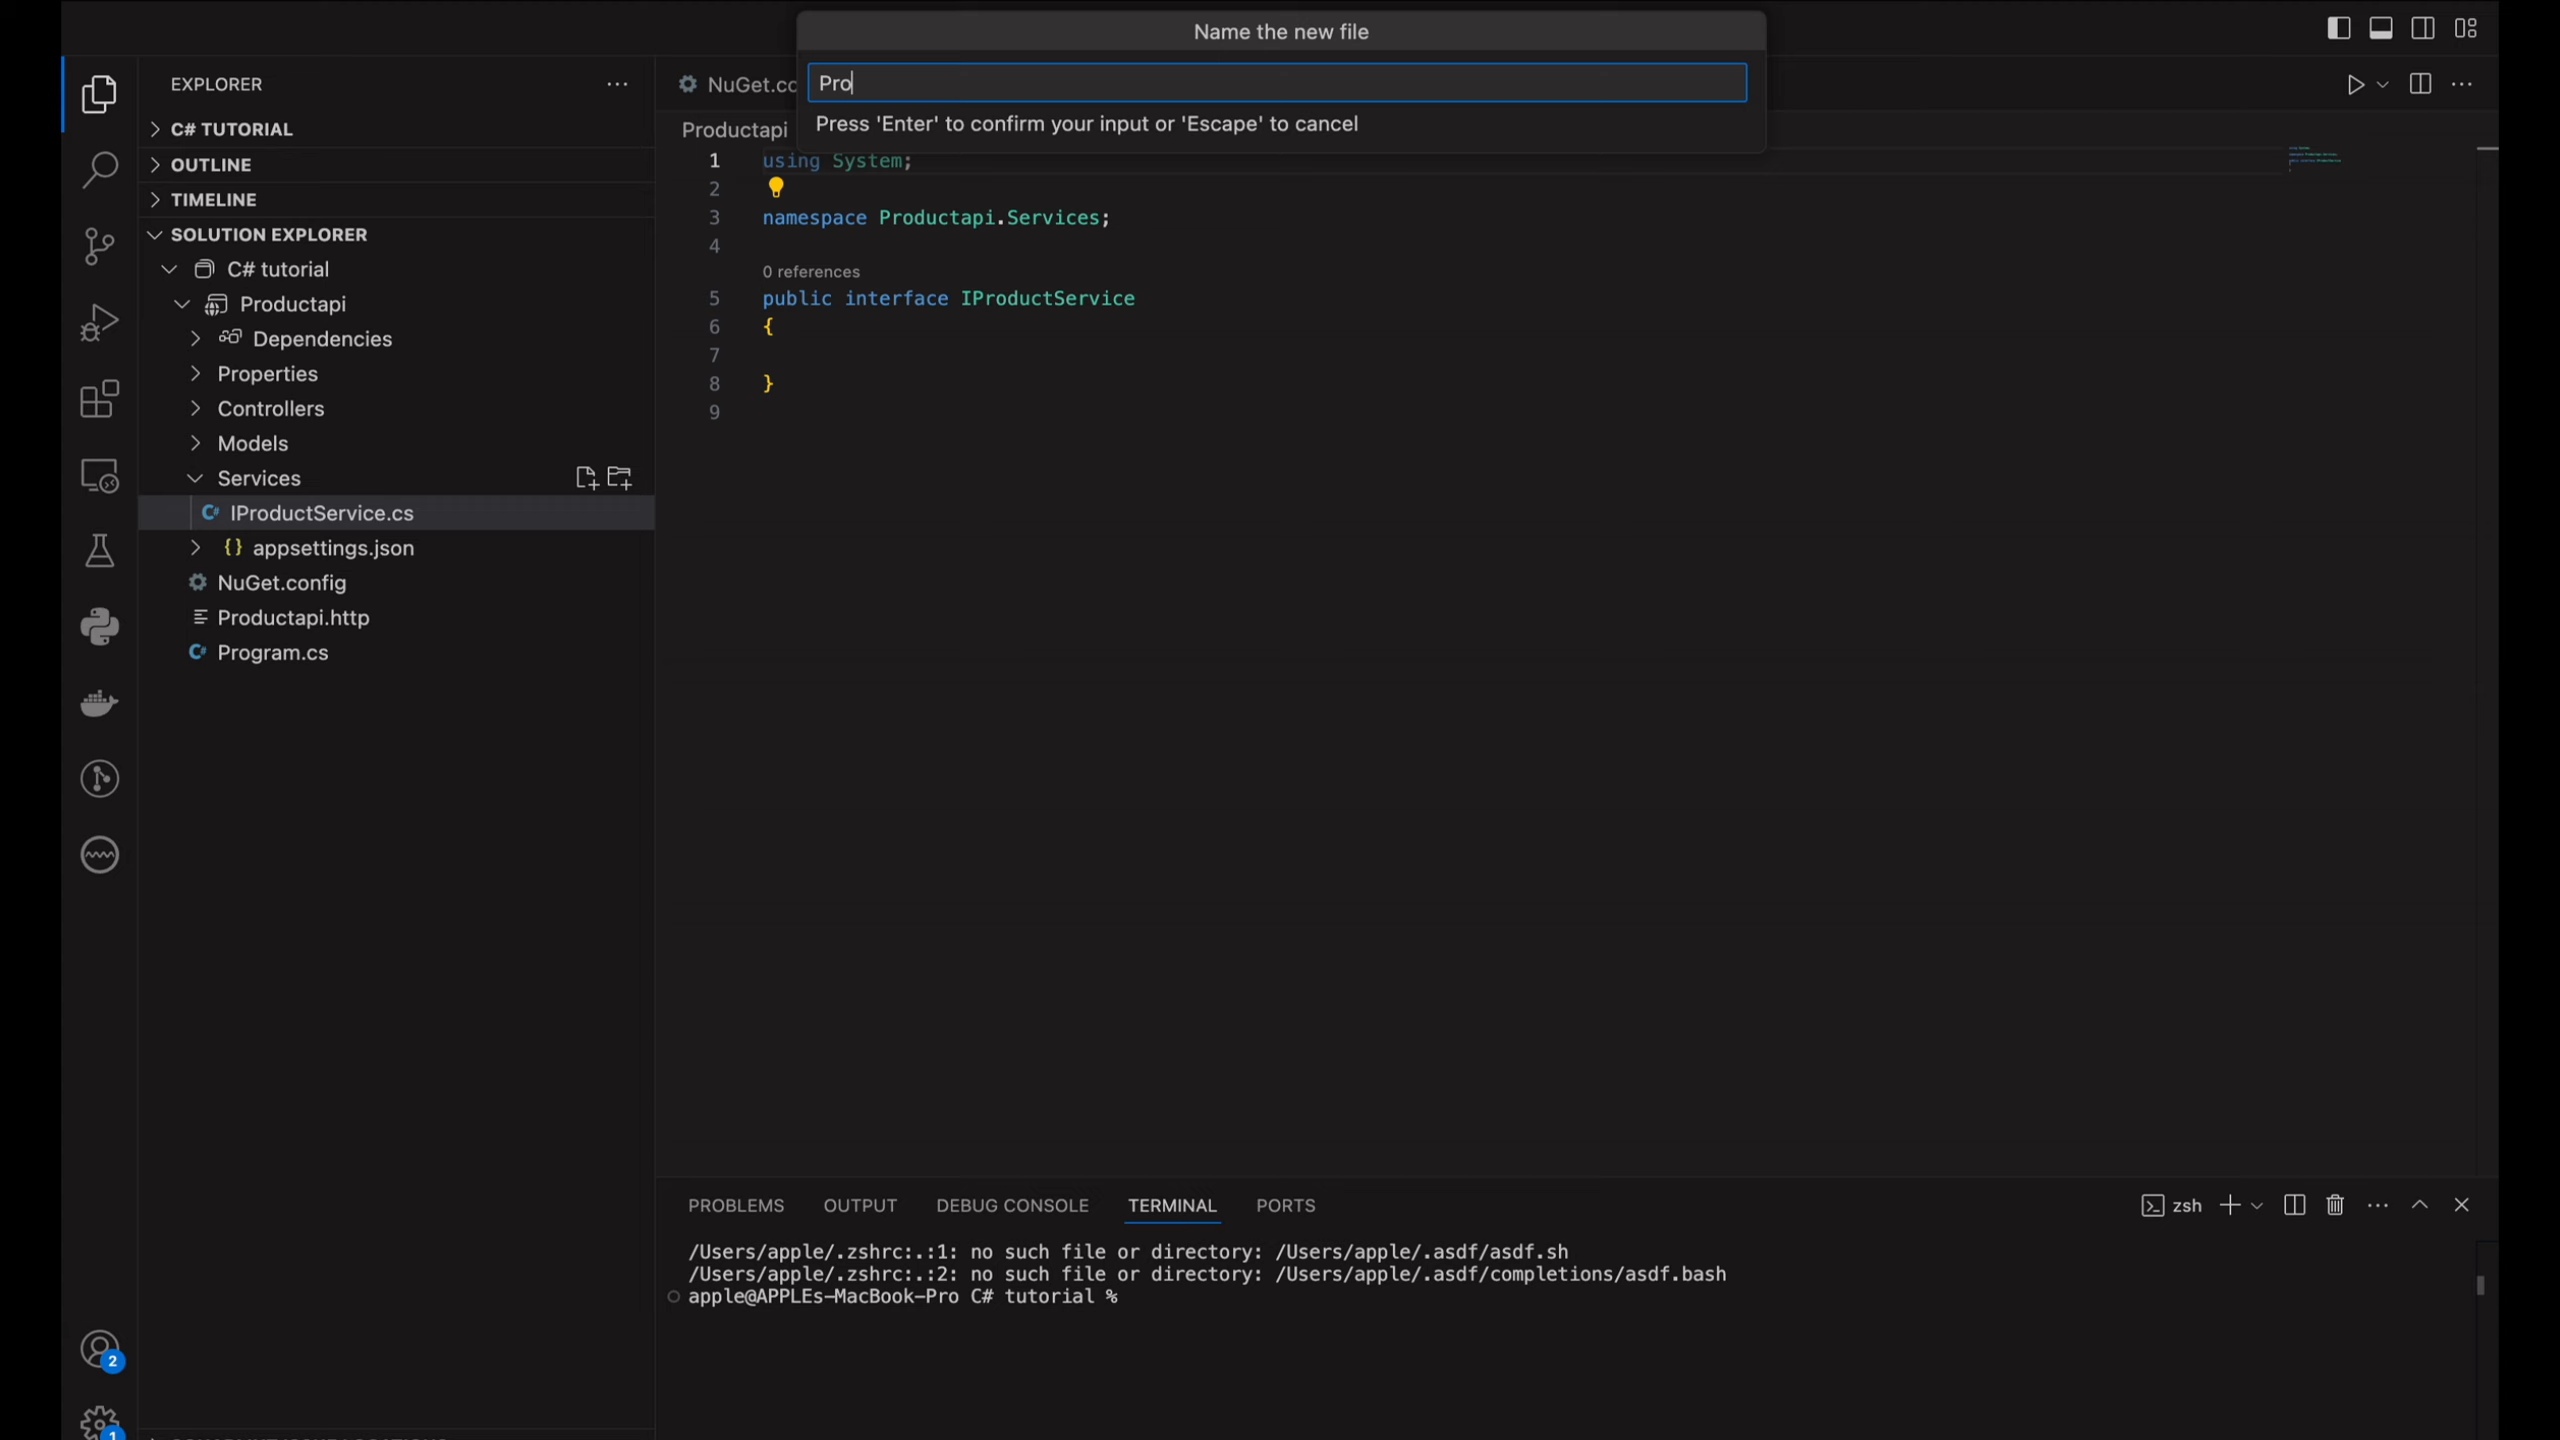 Name the new file
Pro
Press 'Enter' to confirm your input or 'Escape' to cancel
EXPLORER
C# TUTORIAL
OUTLINE
TIMELINE
SOLUTION EXPLORER
C# tutorial
Productapi
Dependencies
Properties
Controllers
Models
Services
IProductService.cs
appsettings.json
NuGet.config
Productapi.http
Program.cs
2
1
NuGet.co
Productapi
1 using System;
2
3 namespace Productapi.Services;
4
0 references
5 public interface IProductService
6 {
7
8 }
9
PROBLEMS OUTPUT DEBUG CONSOLE TERMINAL PORTS
zsh
/Users/apple/.zshrc:.:1: no such file or directory: /Users/apple/.asdf/asdf.sh
/Users/apple/.zshrc:.:2: no such file or directory: /Users/apple/.asdf/completions/asdf.bash
apple@APPLEs-MacBook-Pro C# tutorial %